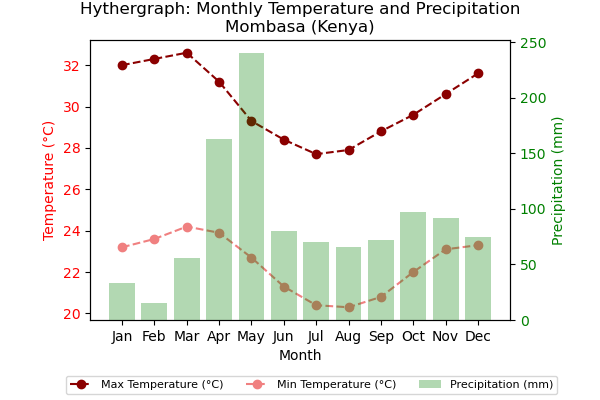 Hythergraph: Monthly Temperature and Precipitation
Mombasa (Kenya)
Temperature (°C)
32
30
28
26
24
22
20
250
200
150
100
50
0
Precipitation (mm)
Jan Feb Mar Apr May Jun Jul Aug Sep Oct Nov Dec
Month
Max Temperature (°C) Min Temperature (°C) Precipitation (mm)